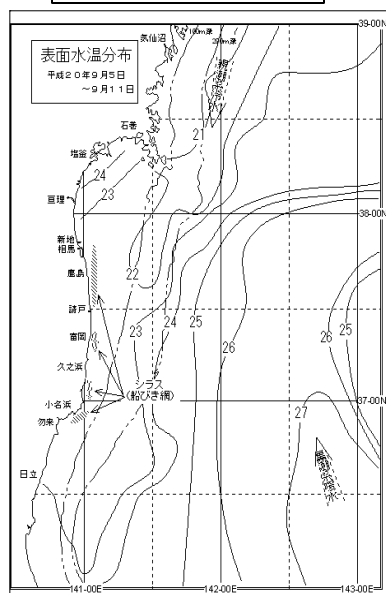 表面水温分布
平成20年9月5日
～9月11日
気仙沼
100m深
200m深
石巻
塩釜
亘理
新地
相馬
鹿島
請戸
富岡
久之浜
小名浜
勿来
日立
シラス
(船びき網)
21
24
23
22
23
24
25
26
26
25
27
39-00N
38-00N
37-00N
141-00E
142-00E
143-00E